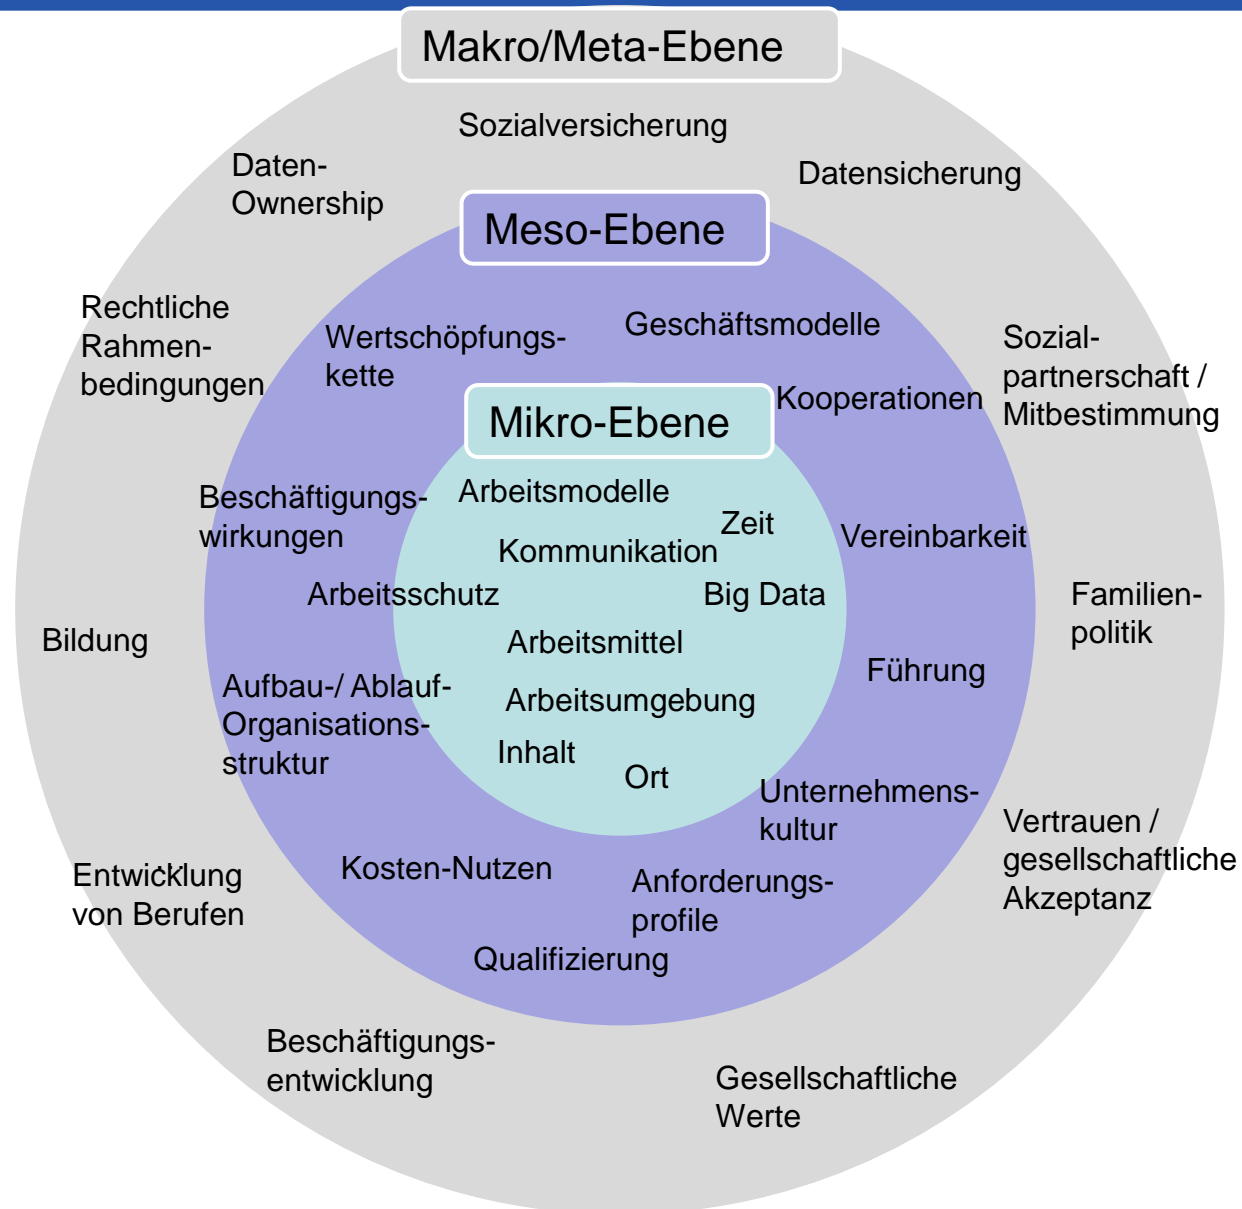 Makro/Meta-Ebene
Sozialversicherung
Daten-
Ownership
Datensicherung
Meso-Ebene
Rechtliche
Rahmen-
bedingungen
Wertschöpfungs-
kette
Geschäftsmodelle
Sozial-
partnerschaft /
Mitbestimmung
Kooperationen
Mikro-Ebene
Beschäftigungs-
wirkungen
Arbeitsmodelle
Zeit
Kommunikation
Vereinbarkeit
Arbeitsschutz
Big Data
Familien-
politik
Bildung
Arbeitsmittel
Führung
Aufbau-/ Ablauf-
Organisations-
struktur
Arbeitsumgebung
Inhalt
Ort
Unternehmens-
kultur
Vertrauen /
gesellschaftliche
Akzeptanz
Entwicklung
von Berufen
Kosten-Nutzen
Anforderungs-
profile
Qualifizierung
Beschäftigungs-
entwicklung
Gesellschaftliche
Werte